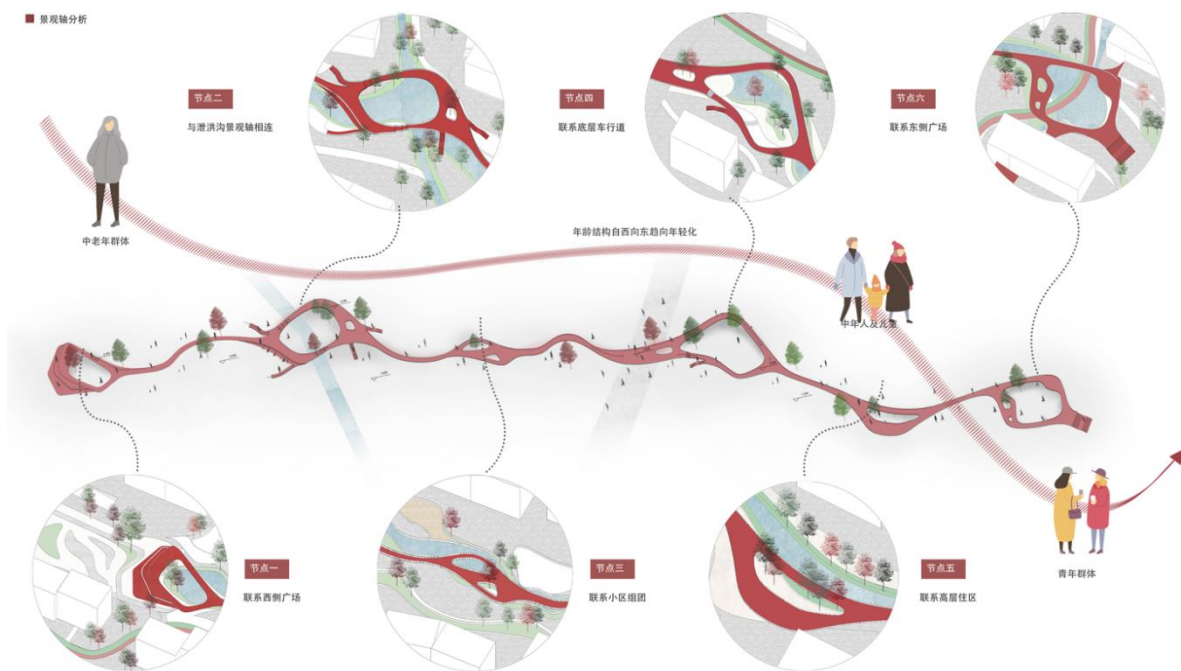 景观轴分析
节点二
与泄洪沟景观轴相连
节点四
联系底层车行道
节点六
联系东侧广场
中老年群体
年龄结构自西向东趋向年轻化
中年人及儿童
节点一
联系西侧广场
节点三
联系小区组团
节点五
联系高层住区
青年群体